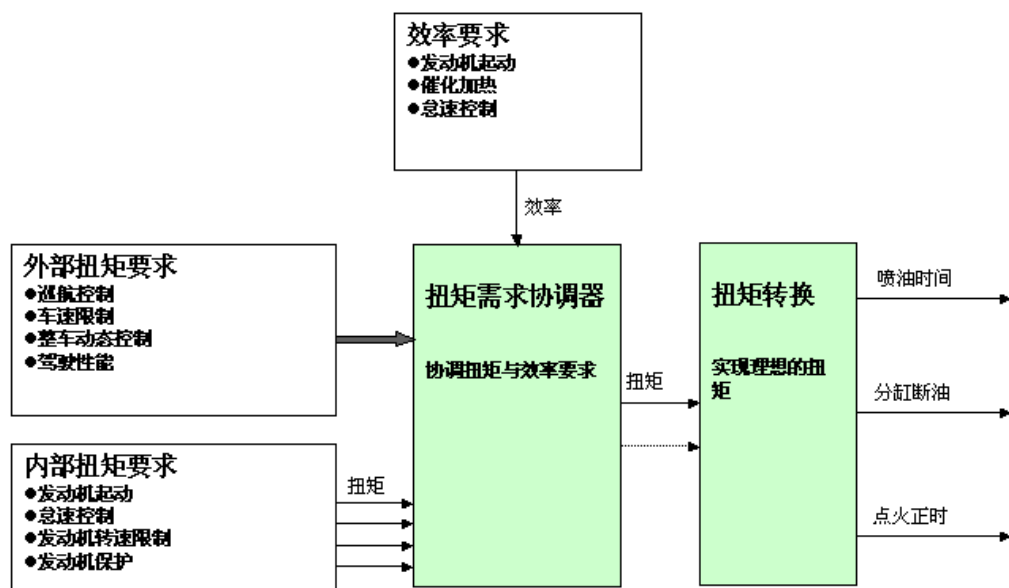 效率要求
●发动机起动
●催化加热
●怠速控制
效率
外部扭矩要求
●巡航控制
●车速限制
●整车动态控制
●驾驶性能
扭矩需求协调器
协调扭矩与效率要求
扭矩
扭矩转换
实现理想的扭
矩
喷油时间
分缸断油
点火正时
内部扭矩要求
●发动机起动
●怠速控制
●发动机转速限制
●发动机保护
扭矩